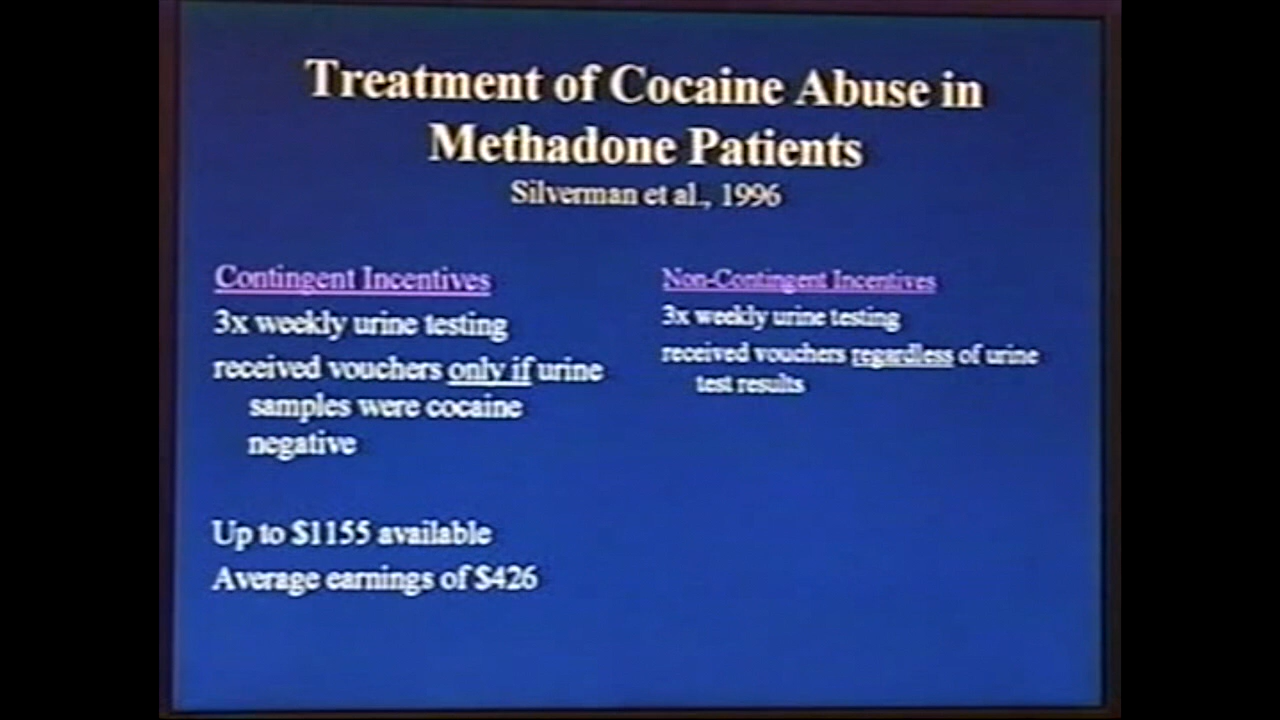 Treatment of Cocaine Abuse in
Methadone Patients
Silverman et al., 1996
Contingent Incentives
3x weekly urine testing
received vouchers only if urine
samples were cocaine
negative
Up to $1155 available
Average earnings of $426
Non-Contingent Incentives
3x weekly urine testing
received vouchers regardless of urine
test results